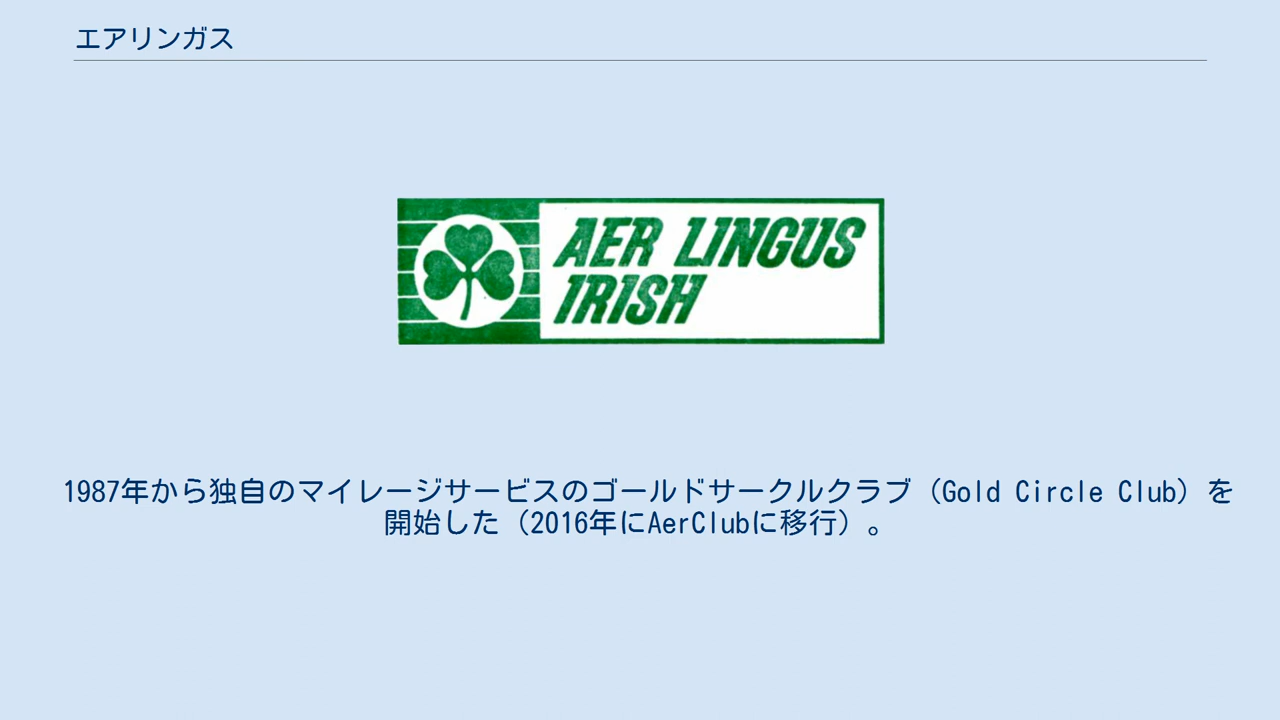 エアリンガス
AER LINGUS
IRISH
1987年から独自のマイレージサービスのゴールドサークルクラブ（Gold Circle Club）を
開始した（2016年にAerClubに移行）。